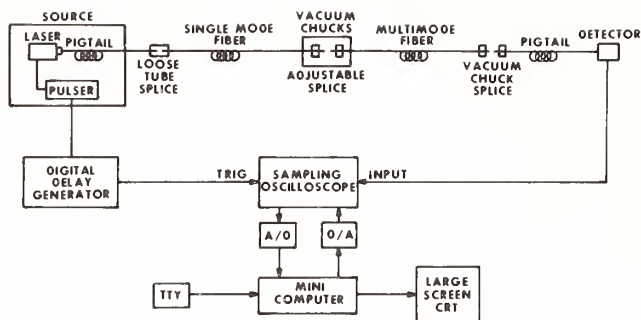 SOURCE
LASER
PIGTAIL
PULSER
LOOSE
TUBE
SPLICE
SINGLE MODE
FIBER
VACUUM
CHUCKS
ADJUSTABLE
SPLICE
MULTIMODE
FIBER
VACUUM
CHUCK
SPLICE
PIGTAIL
DETECTOR
DIGITAL
DELAY
GENERATOR
TRIG
SAMPLING
OSCILLOSCOPE
INPUT
A/O
O/A
TTY
MINI
COMPUTER
LARGE
SCREEN
CRT